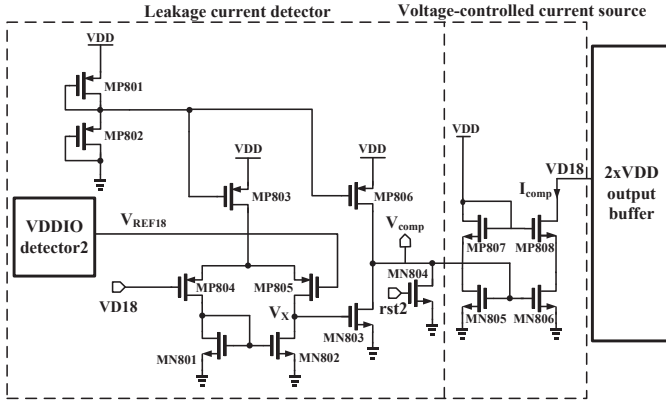 Leakage current detector
Voltage-controlled current source
VDD
MP801
MP802
VDD
MP803
VDD
MP806
VDDIO
detector2
VREF18
VD18
MP804
MP805
VX
MN801
MN802
MN803
Vcomp
MN804
rst2
VDD
MP807
MP808
Icomp
VD18
MN805
MN806
2xVDD
output
buffer